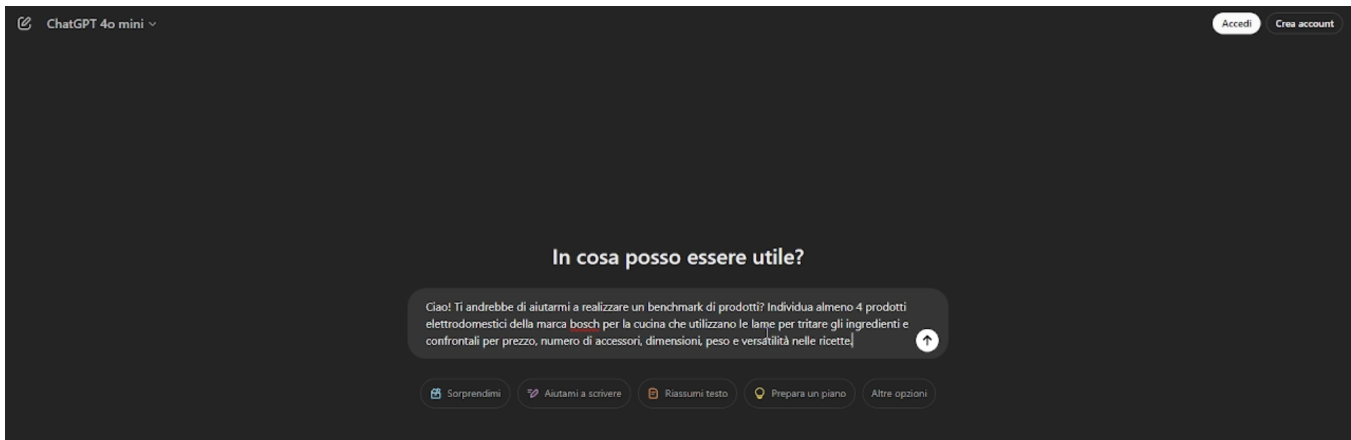 ChatGPT 4o mini
Accedi
Crea account
In cosa posso essere utile?
Ciao! Ti andrebbe di aiutarmi a realizzare un benchmark di prodotti? Individua almeno 4 prodotti
elettrodomestici della marca bosch per la cucina che utilizzano le lame per tritare gli ingredienti e
confrontali per prezzo, numero di accessori, dimensioni, peso e versatilità nelle ricette.
Sorprendimi
Aiutami a scrivere
Riassumi testo
Prepara un piano
Altre opzioni